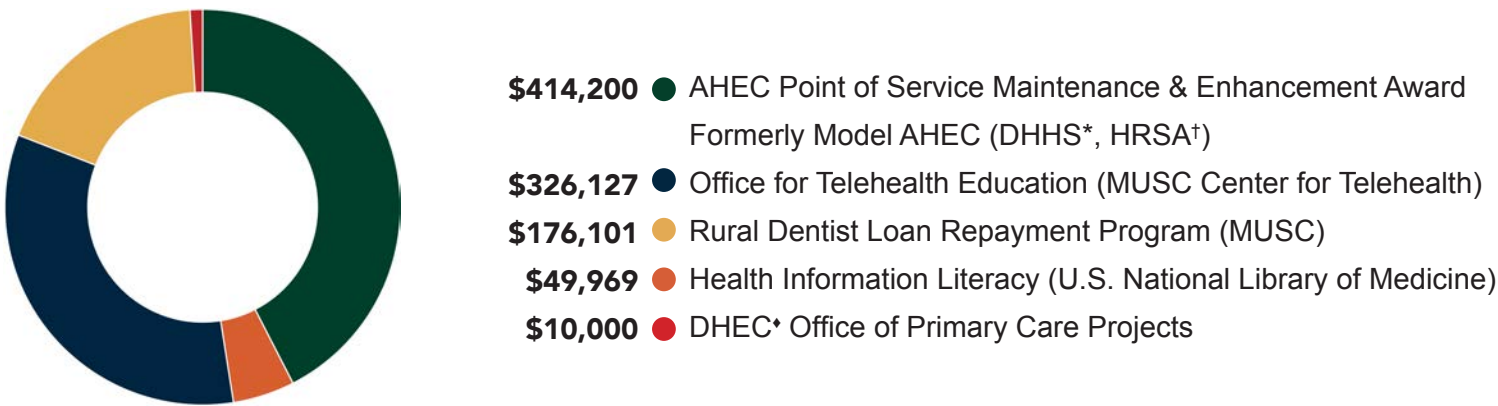 $414,200 AHEC Point of Service Maintenance & Enhancement Award
Formerly Model AHEC (DHHS*, HRSA†)
$326,127 Office for Telehealth Education (MUSC Center for Telehealth)
$176,101 Rural Dentist Loan Repayment Program (MUSC)
$49,969 Health Information Literacy (U.S. National Library of Medicine)
$10,000 DHEC♦ Office of Primary Care Projects